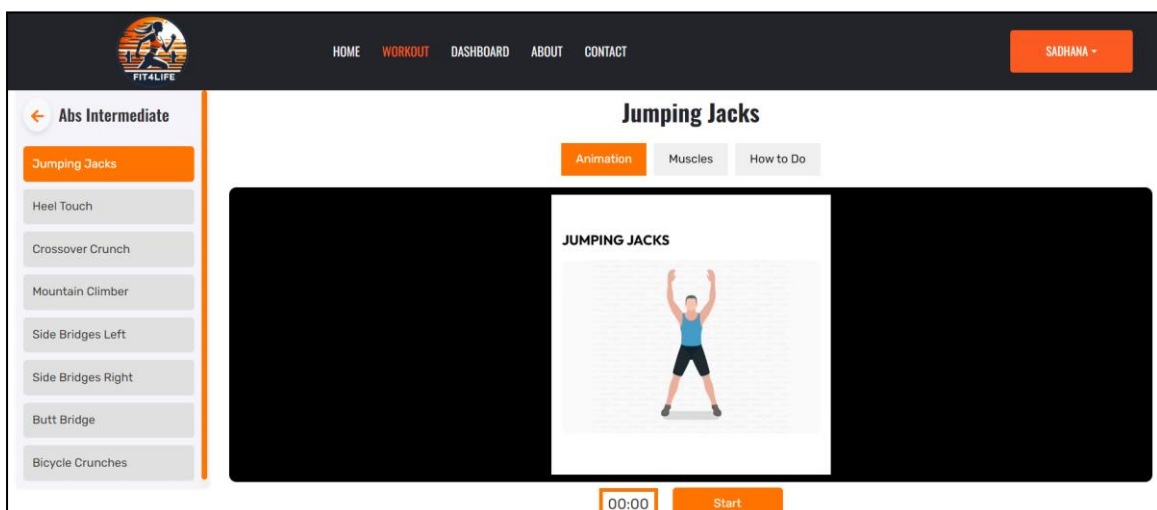 FIT4LIFE
HOME WORKOUT DASHBOARD ABOUT CONTACT
SADHANA
Abs Intermediate
Jumping Jacks
Heel Touch
Crossover Crunch
Mountain Climber
Side Bridges Left
Side Bridges Right
Butt Bridge
Bicycle Crunches
Jumping Jacks
Animation Muscles How to Do
JUMPING JACKS
00:00 Start